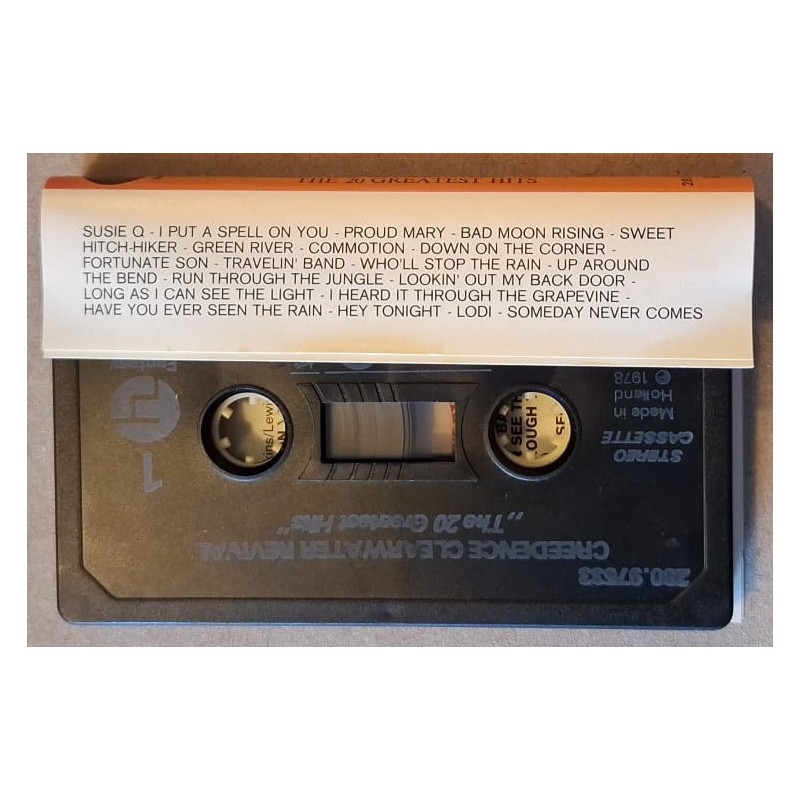 THE 20 GREATEST HITS
SUSIE Q - I PUT A SPELL ON YOU - PROUD MARY - BAD MOON RISING - SWEET
HITCH-HIKER - GREEN RIVER - COMMOTION - DOWN ON THE CORNER -
FORTUNATE SON - TRAVELIN' BAND - WHO'LL STOP THE RAIN - UP AROUND
THE BEND - RUN THROUGH THE JUNGLE - LOOKIN' OUT MY BACK DOOR -
LONG AS I CAN SEE THE LIGHT - I HEARD IT THROUGH THE GRAPEVINE -
HAVE YOU EVER SEEN THE RAIN - HEY TONIGHT - LODI - SOMEDAY NEVER COMES
CREEDENCE CLEARWATER REVIVAL
„The 20 Greatest Hits"
STEREO
CASSETTE
Made in
Holland
℗ 1978
1
Fantasy